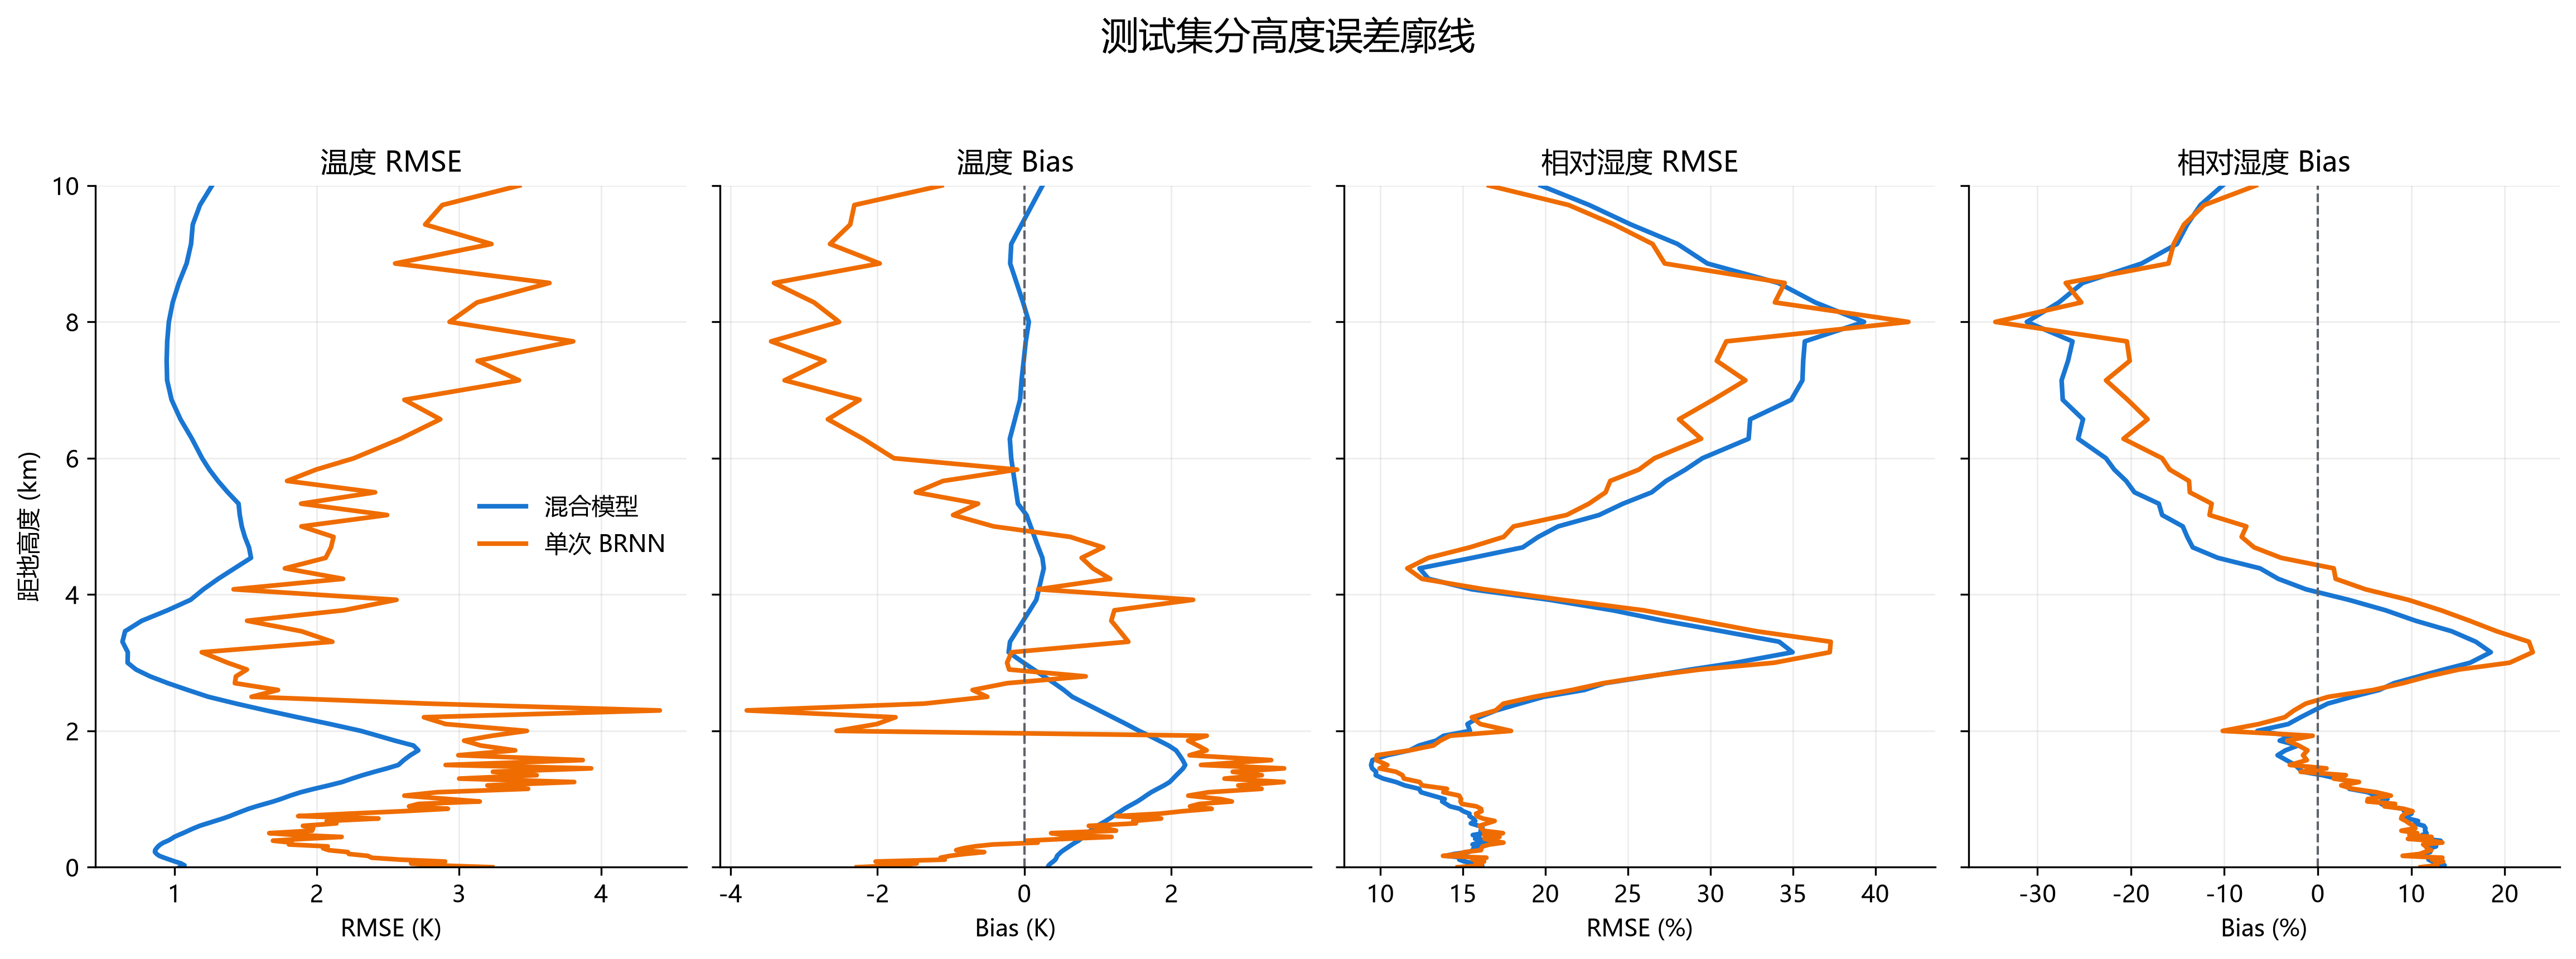 测试集分高度误差廓线
温度 RMSE
温度 Bias
相对湿度 RMSE
相对湿度 Bias
距地高度 (km)
10
8
6
4
2
0
混合模型
单次 BRNN
1 2 3 4
RMSE (K)
-4 -2 0 2
Bias (K)
10 15 20 25 30 35 40
RMSE (%)
-30 -20 -10 0 10 20
Bias (%)